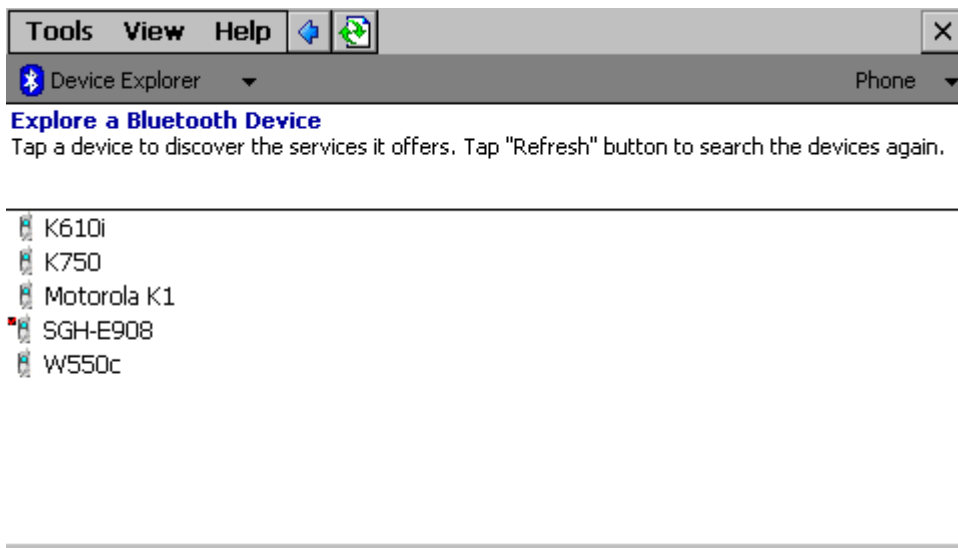 Tools View Help
Device Explorer Phone
Explore a Bluetooth Device
Tap a device to discover the services it offers. Tap "Refresh" button to search the devices again.
K610i
K750
Motorola K1
SGH-E908
W550c